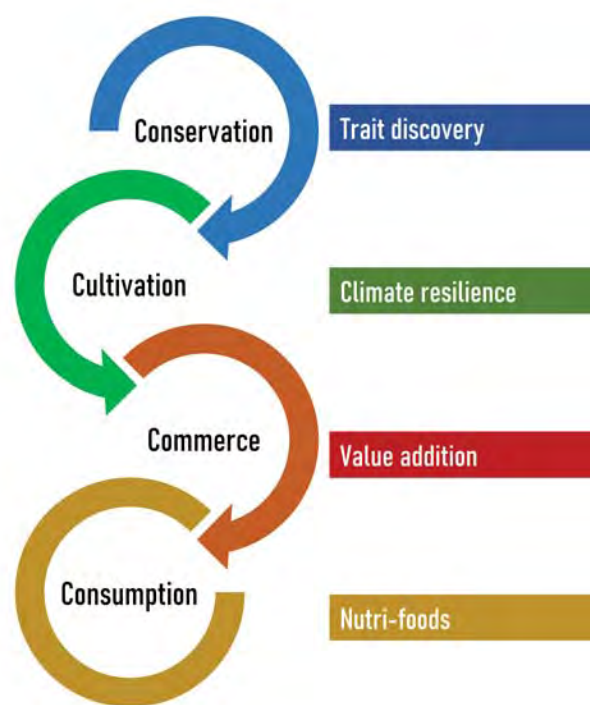 Conservation
Trait discovery
Cultivation
Climate resilience
Commerce
Value addition
Consumption
Nutri-foods